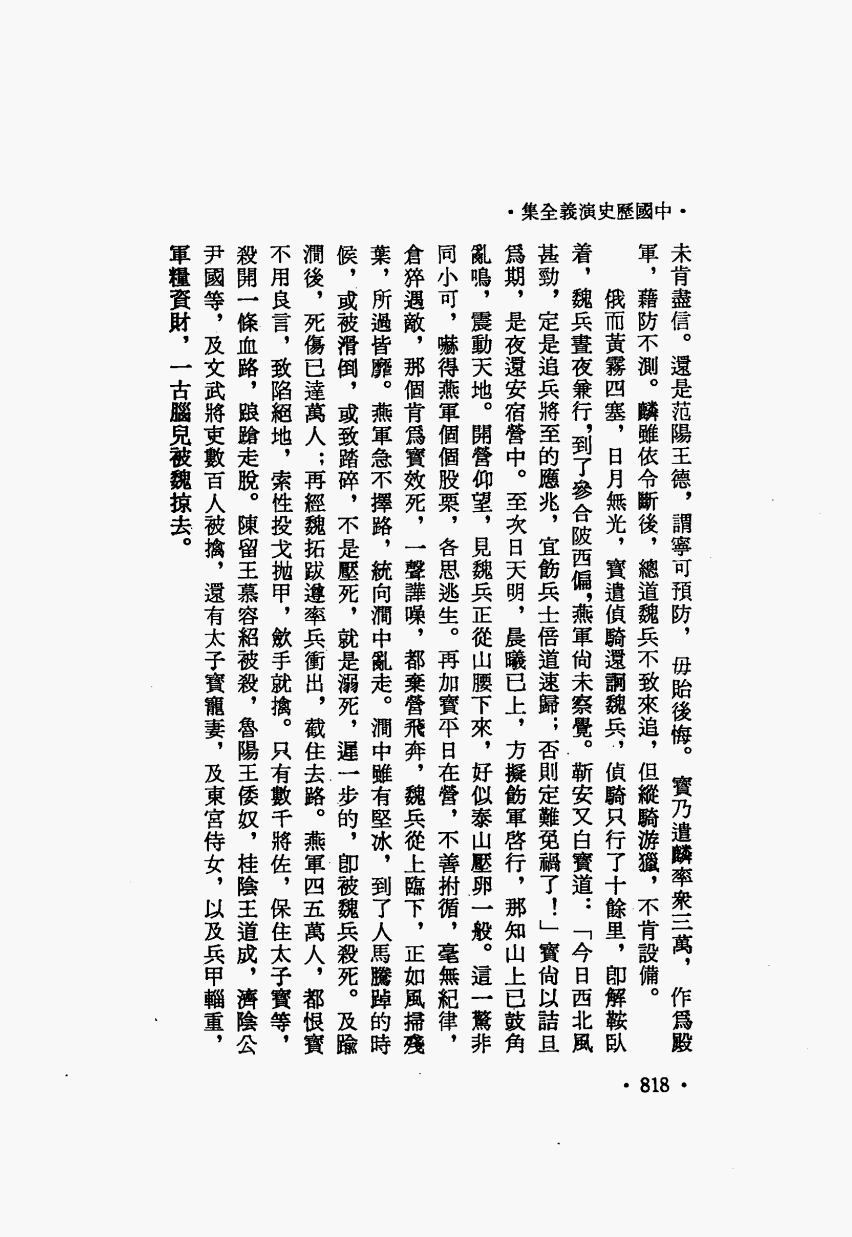 ·中國歷史演義全集·
未肯盡信。還是范陽王德，謂寧可預防，毋貽後悔。寶乃遣麟率衆三萬，作爲殿
軍，藉防不測。麟雖依令斷後，總道魏兵不致來追，但縱騎游獵，不肯設備。
俄而黃霧四塞，日月無光，寶遣偵騎還詗魏兵，偵騎只行了十餘里，卽解鞍臥
着，魏兵晝夜兼行，到了參合陂西偏，燕軍尙未察覺。靳安又白寶道：「今日西北風
甚勁，定是追兵將至的應兆，宜飭兵士倍道速歸；否則定難免禍了！」寶尙以詰旦
爲期，是夜還安宿營中。至次日天明，晨曦已上，方擬飭軍啓行，那知山上已鼓角
亂鳴，震動天地。開營仰望，見魏兵正從山腰下來，好似泰山壓卵一般。這一驚非
同小可，嚇得燕軍個個股栗，各思逃生。再加寶平日在營，不善拊循，毫無紀律，
倉猝遇敵，那個肯爲寶效死，一聲譁噪，都棄營飛奔，魏兵從上臨下，正如風掃殘
葉，所過皆靡。燕軍急不擇路，統向澗中亂走。澗中雖有堅冰，到了人馬騰踔的時
候，或被滑倒，或致踏碎，不是壓死，就是溺死，遲一步的，卽被魏兵殺死。及踰
澗後，死傷已達萬人；再經魏拓跋遵率兵衝出，截住去路。燕軍四五萬人，都恨寶
不用良言，致陷絕地，索性投戈拋甲，歛手就擒。只有數千將佐，保住太子寶等，
殺開一條血路，踉蹌走脫。陳留王慕容紹被殺，魯陽王倭奴，桂陰王道成，濟陰公
尹國等，及文武將吏數百人被擒，還有太子寶寵妻，及東宮侍女，以及兵甲輜重，
軍糧資財，一古腦兒被魏掠去。
·818·